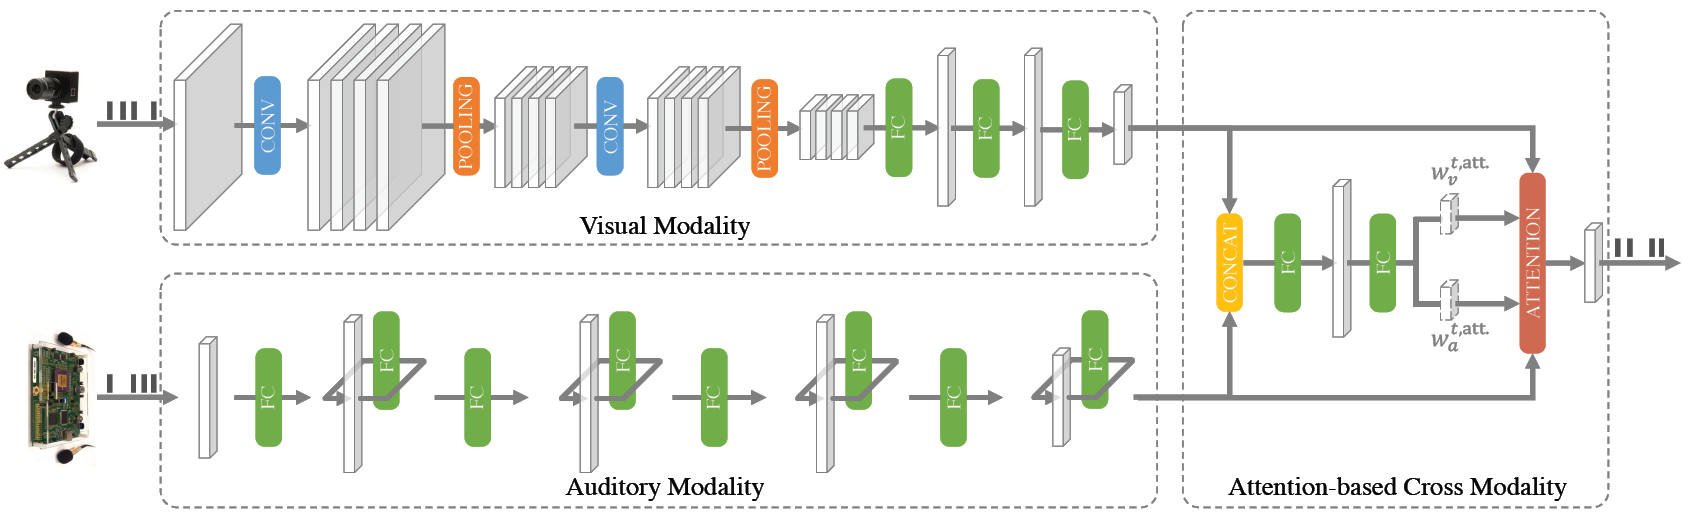 CONV
POOLING
CONV
POOLING
FC
FC
FC
Visual Modality
FC
FC
FC
FC
FC
FC
FC
FC
Auditory Modality
CONCAT
FC
FC
w_v^{t,att.}
w_a^{t,att.}
ATTENTION
Attention-based Cross Modality